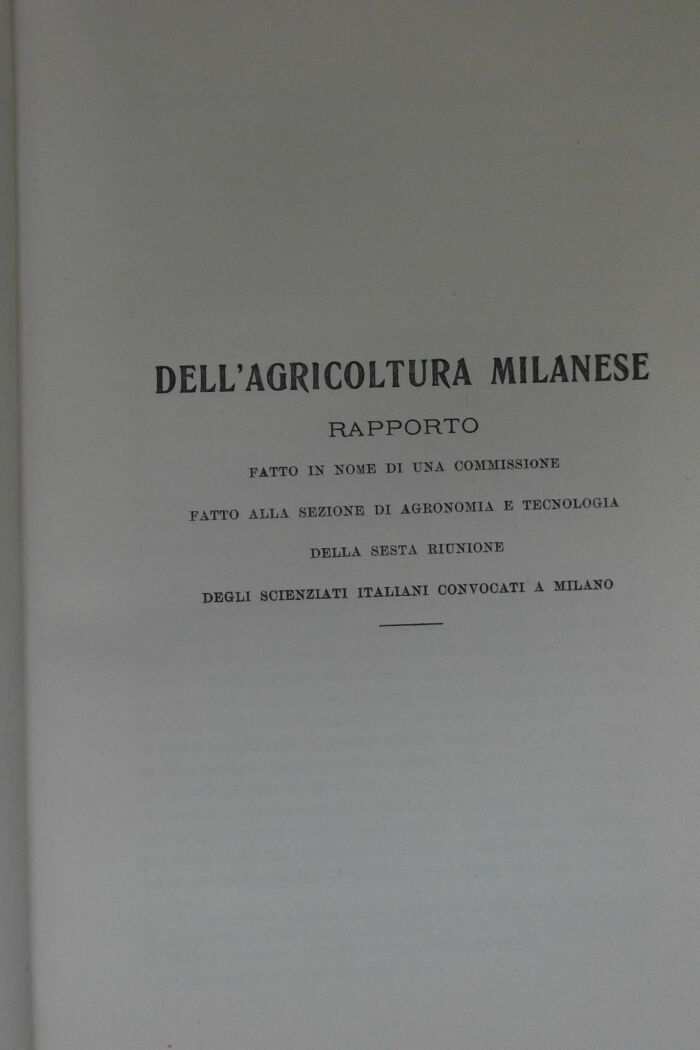 DELL'AGRICOLTURA MILANESE
RAPPORTO
FATTO IN NOME DI UNA COMMISSIONE
FATTO ALLA SEZIONE DI AGRONOMIA E TECNOLOGIA
DELLA SESTA RIUNIONE
DEGLI SCIENZIATI ITALIANI CONVOCATI A MILANO